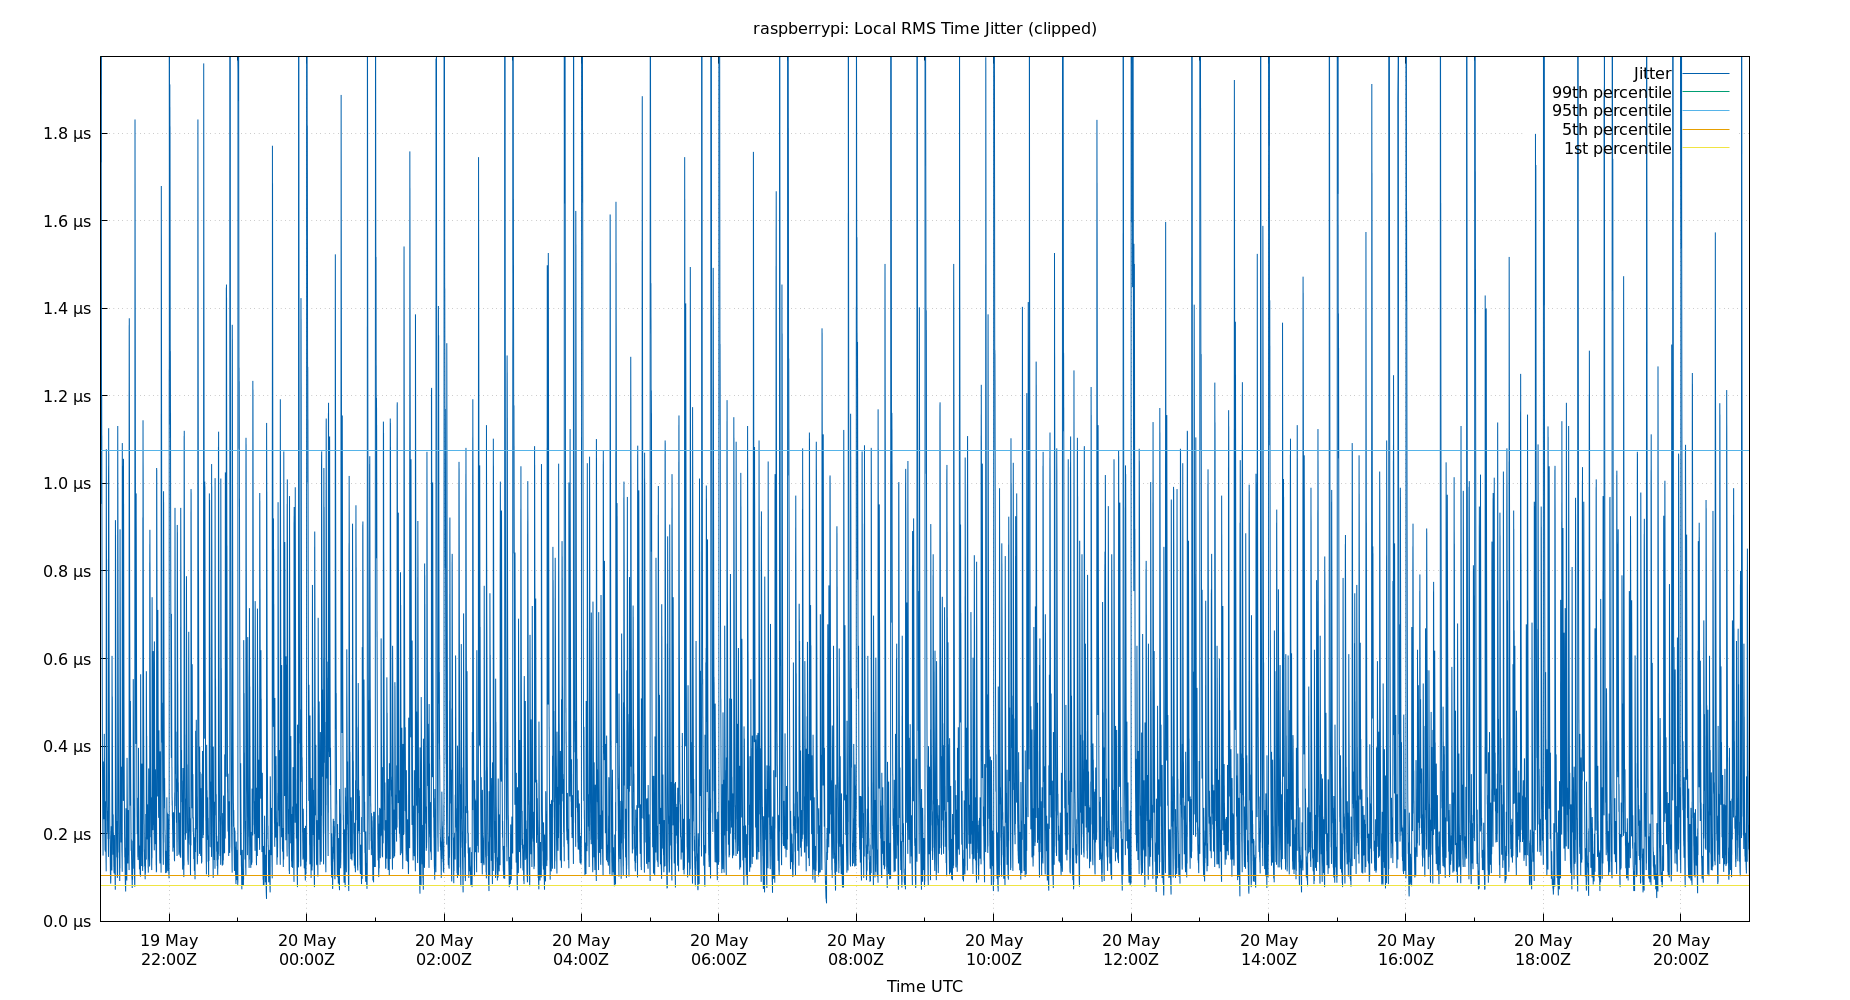 raspberrypi: Local RMS Time Jitter (clipped)
Jitter
99th percentile
95th percentile
5th percentile
1st percentile
1.8 µs
1.6 µs
1.4 µs
1.2 µs
1.0 µs
0.8 µs
0.6 µs
0.4 µs
0.2 µs
0.0 µs
19 May 20 May 20 May 20 May 20 May 20 May 20 May 20 May 20 May 20 May 20 May 20 May
22:00Z 00:00Z 02:00Z 04:00Z 06:00Z 08:00Z 10:00Z 12:00Z 14:00Z 16:00Z 18:00Z 20:00Z
Time UTC